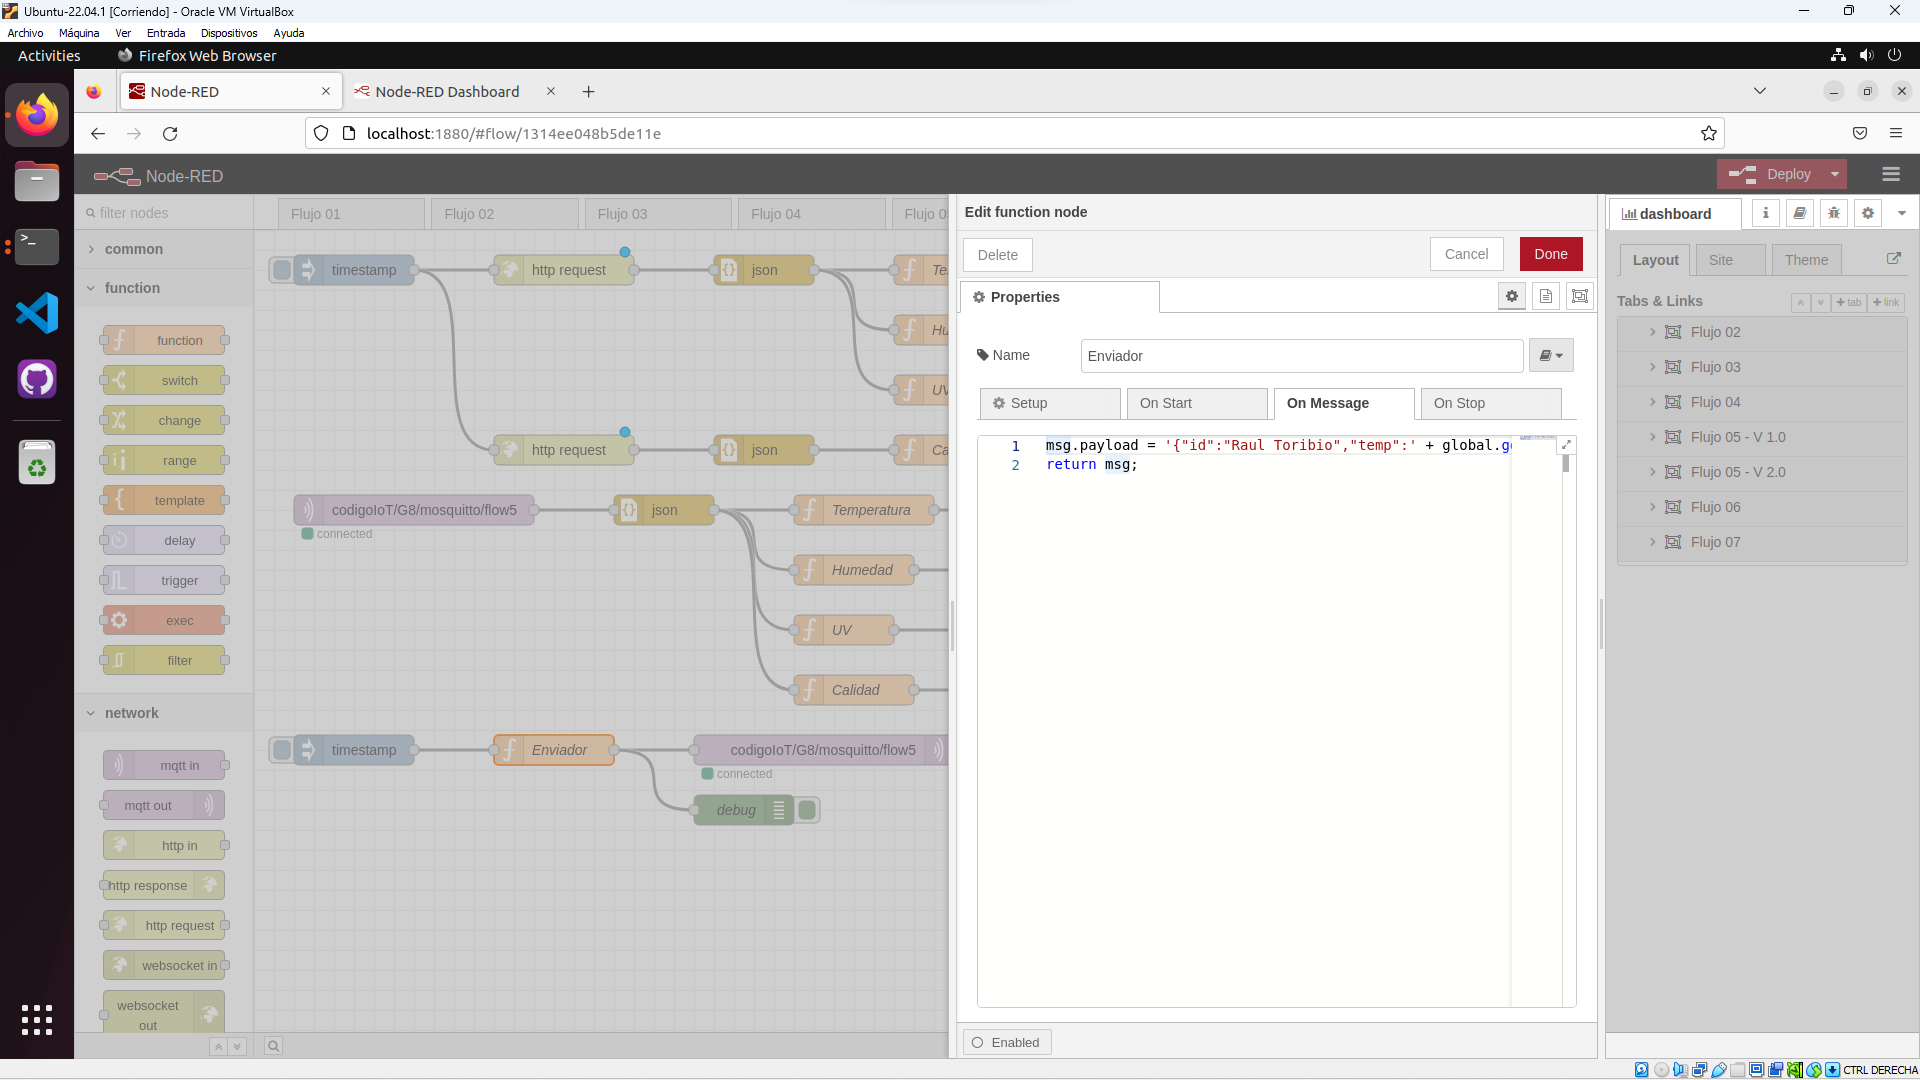 Ubuntu-22.04.1 [Corriendo] - Oracle VM VirtualBox
Archivo Máquina Ver Entrada Dispositivos Ayuda
Activities Firefox Web Browser
Node-RED Node-RED Dashboard
localhost:1880/#flow/1314ee048b5de11e
Node-RED Deploy
filter nodes
common
function
function
switch
change
range
template
delay
trigger
exec
filter
network
mqtt in
mqtt out
http in
http response
http request
websocket in
websocket
out
Flujo 01 Flujo 02 Flujo 03 Flujo 04
timestamp http request json
http request json
codigoIoT/G8/mosquitto/flow5 json Temperatura
connected
Humedad
UV
Calidad
timestamp Enviador codigoIoT/G8/mosquitto/flow5
connected
debug
Edit function node
Delete Cancel Done
Properties
Name Enviador
Setup On Start On Message On Stop
1 msg.payload = '{"id":"Raul Toribio","temp":' + global.g
2 return msg;
Enabled
dashboard
Layout Site Theme
Tabs & Links + tab + link
Flujo 02
Flujo 03
Flujo 04
Flujo 05 - V 1.0
Flujo 05 - V 2.0
Flujo 06
Flujo 07
CTRL DERECHA